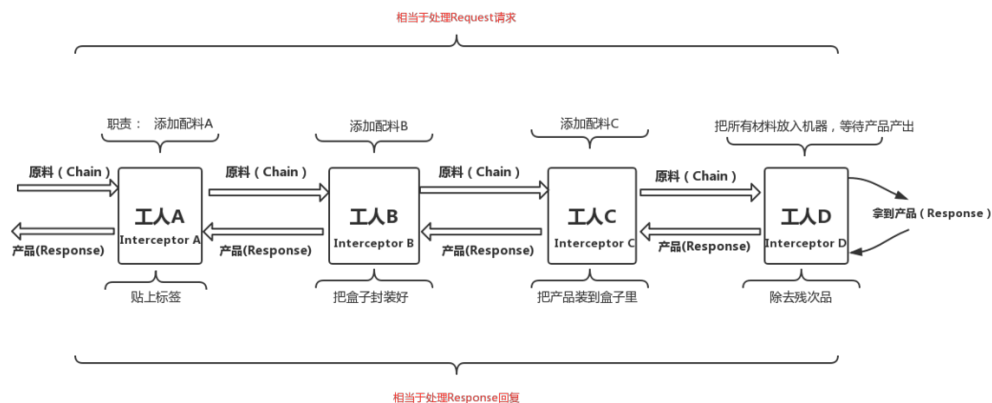 相当于处理Request请求
职责： 添加配料A
添加配料B
添加配料C
把所有材料放入机器，等待产品产出
原料（Chain）
原料（Chain）
原料（Chain）
原料（Chain）
工人A
Interceptor A
工人B
Interceptor B
工人C
Interceptor C
工人D
Interceptor D
拿到产品（Response）
产品(Response)
产品(Response)
产品(Response)
产品(Response)
贴上标签
把盒子封装好
把产品装到盒子里
除去残次品
相当于处理Response回复